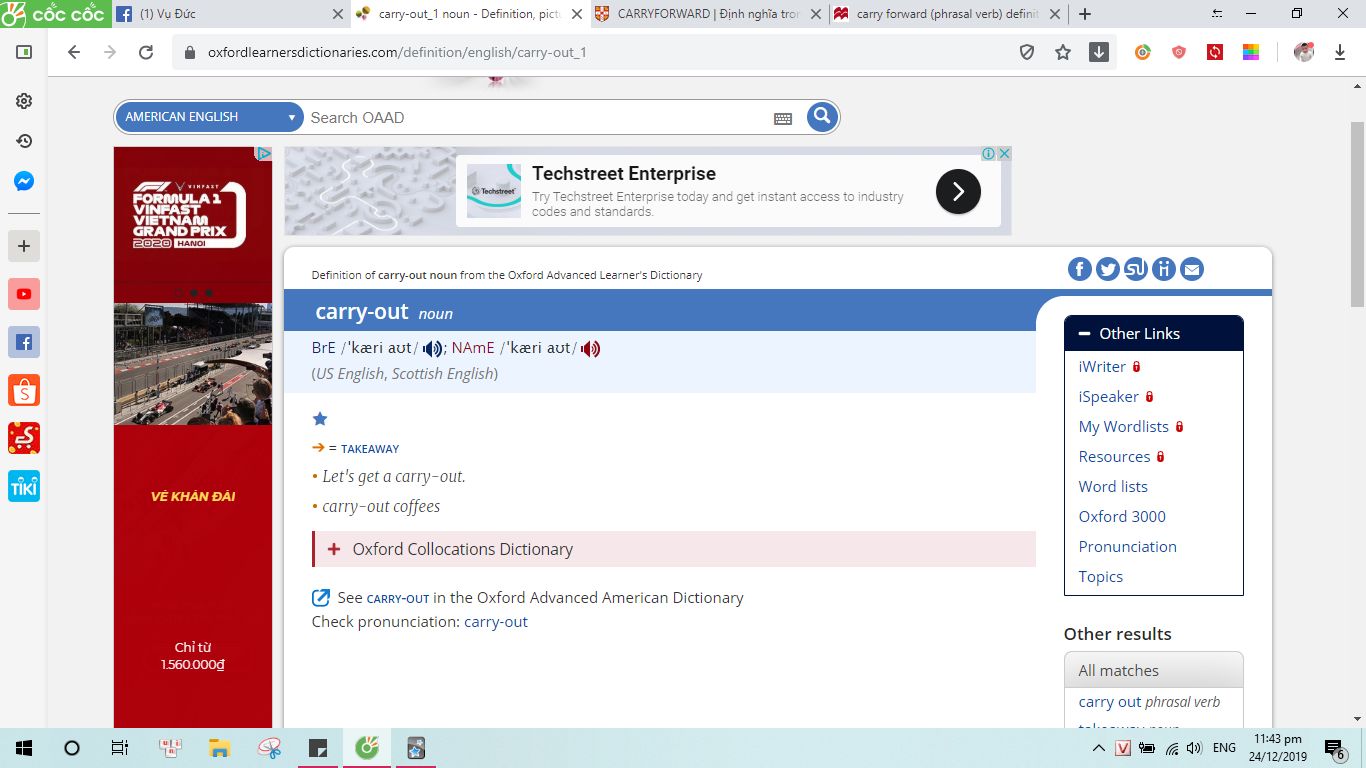 cốc cốc
(1) Vụ Đức
carry-out_1 noun - Definition, pictu
CARRYFORWARD | Định nghĩa tron
carry forward (phrasal verb) definit
oxfordlearnersdictionaries.com/definition/english/carry-out_1
AMERICAN ENGLISH
Search OAAD
VINFAST
FORMULA 1
VINFAST
VIETNAM
GRAND PRIX
2020 HANOI
VÉ KHÁN ĐÀI
Chỉ từ
1.560.000₫
Techstreet
Techstreet Enterprise
Try Techstreet Enterprise today and get instant access to industry
codes and standards.
Definition of carry-out noun from the Oxford Advanced Learner's Dictionary
carry-out noun
BrE /ˈkæri aʊt/ ; NAmE /ˈkæri aʊt/
(US English, Scottish English)
= TAKEAWAY
• Let's get a carry-out.
• carry-out coffees
+ Oxford Collocations Dictionary
See CARRY-OUT in the Oxford Advanced American Dictionary
Check pronunciation: carry-out
Other Links
iWriter
iSpeaker
My Wordlists
Resources
Word lists
Oxford 3000
Pronunciation
Topics
Other results
All matches
carry out phrasal verb
takeaway noun
TIKI
ENG
11:43 pm
24/12/2019
6